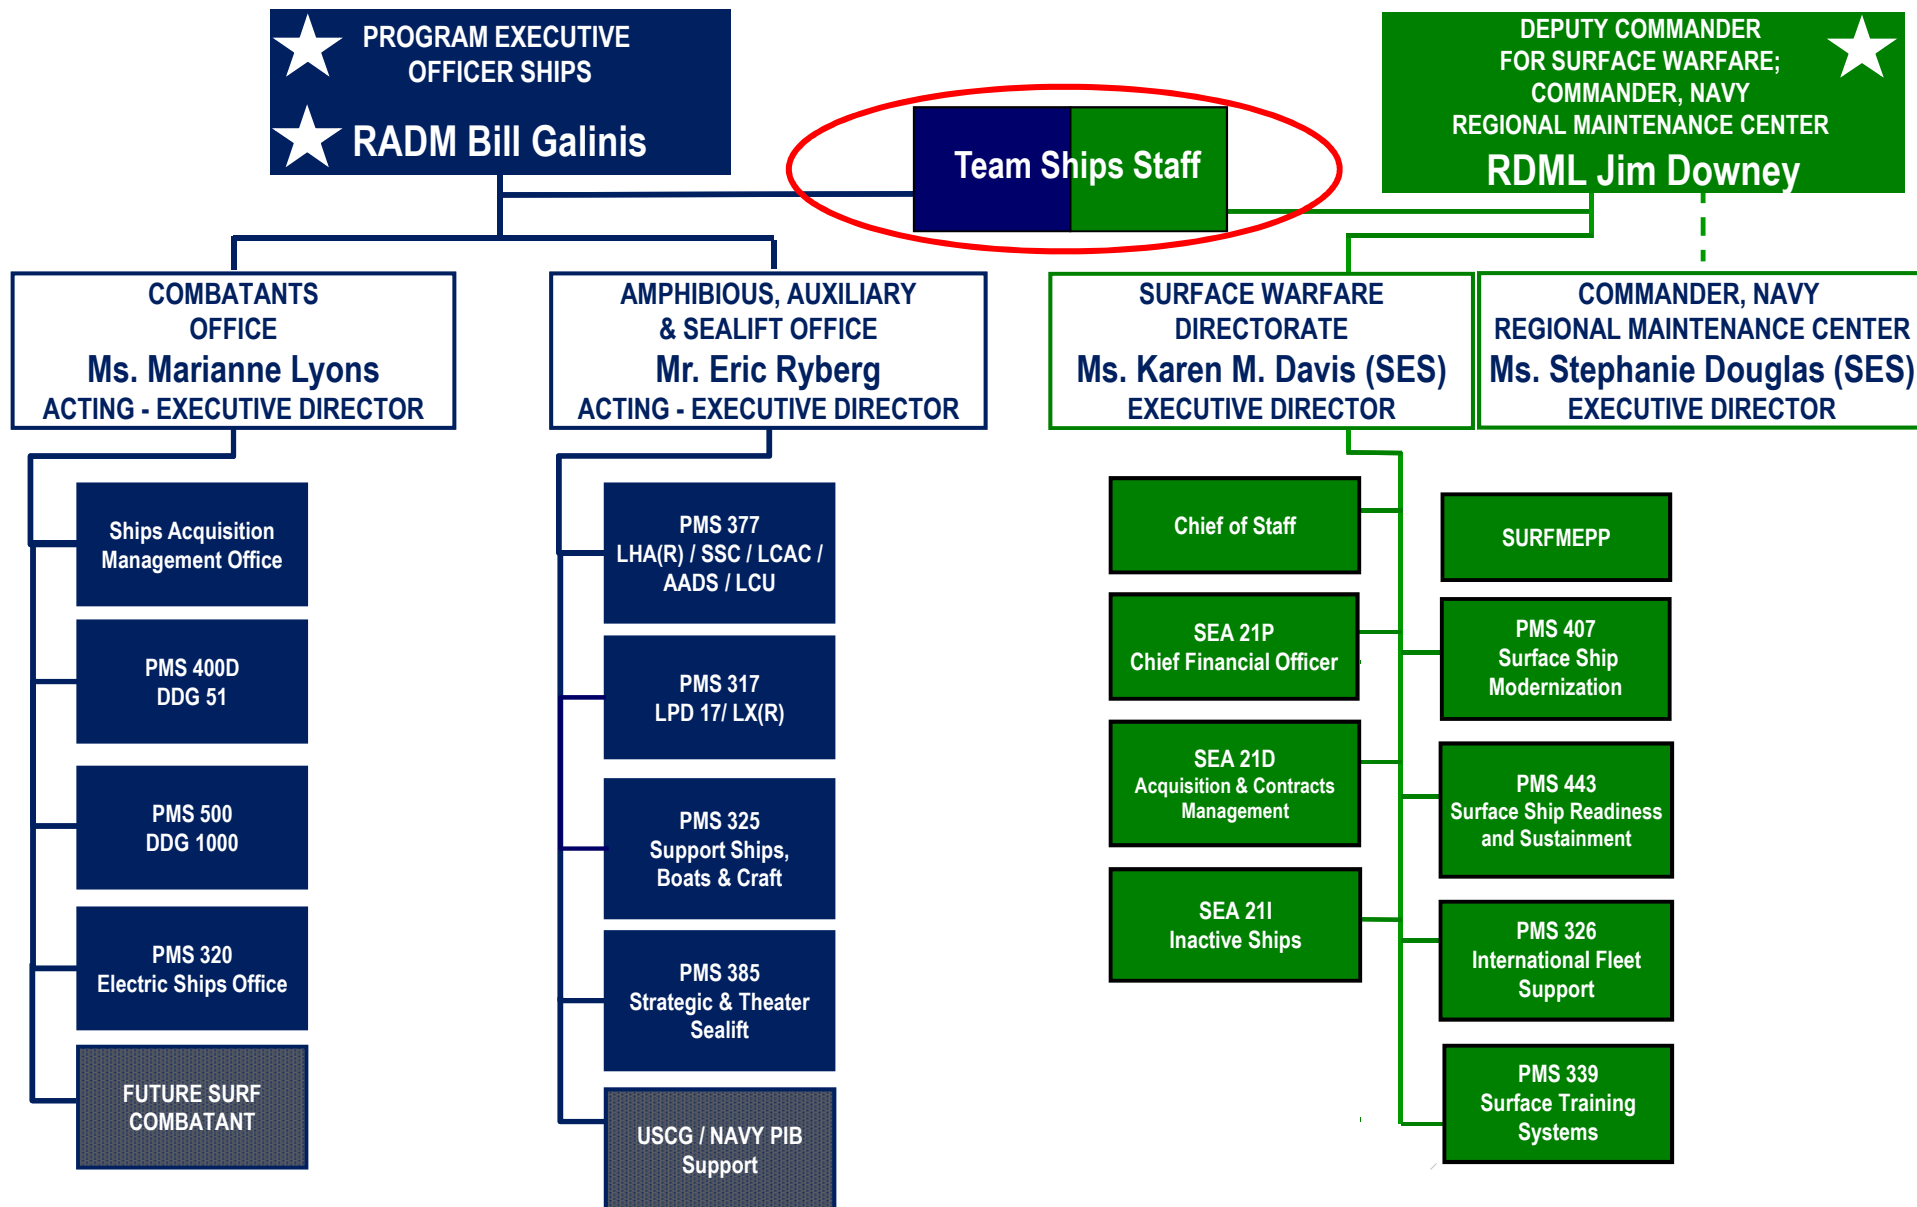 PROGRAM EXECUTIVE
OFFICER SHIPS
RADM Bill Galinis
Team Ships Staff
DEPUTY COMMANDER
FOR SURFACE WARFARE;
COMMANDER, NAVY
REGIONAL MAINTENANCE CENTER
RDML Jim Downey
COMBATANTS
OFFICE
Ms. Marianne Lyons
ACTING - EXECUTIVE DIRECTOR
AMPHIBIOUS, AUXILIARY
& SEALIFT OFFICE
Mr. Eric Ryberg
ACTING - EXECUTIVE DIRECTOR
SURFACE WARFARE
DIRECTORATE
Ms. Karen M. Davis (SES)
EXECUTIVE DIRECTOR
COMMANDER, NAVY
REGIONAL MAINTENANCE CENTER
Ms. Stephanie Douglas (SES)
EXECUTIVE DIRECTOR
Ships Acquisition
Management Office
PMS 400D
DDG 51
PMS 500
DDG 1000
PMS 320
Electric Ships Office
FUTURE SURF
COMBATANT
PMS 377
LHA(R) / SSC / LCAC /
AADS / LCU
PMS 317
LPD 17/ LX(R)
PMS 325
Support Ships,
Boats & Craft
PMS 385
Strategic & Theater
Sealift
USCG / NAVY PIB
Support
Chief of Staff
SEA 21P
Chief Financial Officer
SEA 21D
Acquisition & Contracts
Management
SEA 21I
Inactive Ships
SURFMEPP
PMS 407
Surface Ship
Modernization
PMS 443
Surface Ship Readiness
and Sustainment
PMS 326
International Fleet
Support
PMS 339
Surface Training
Systems